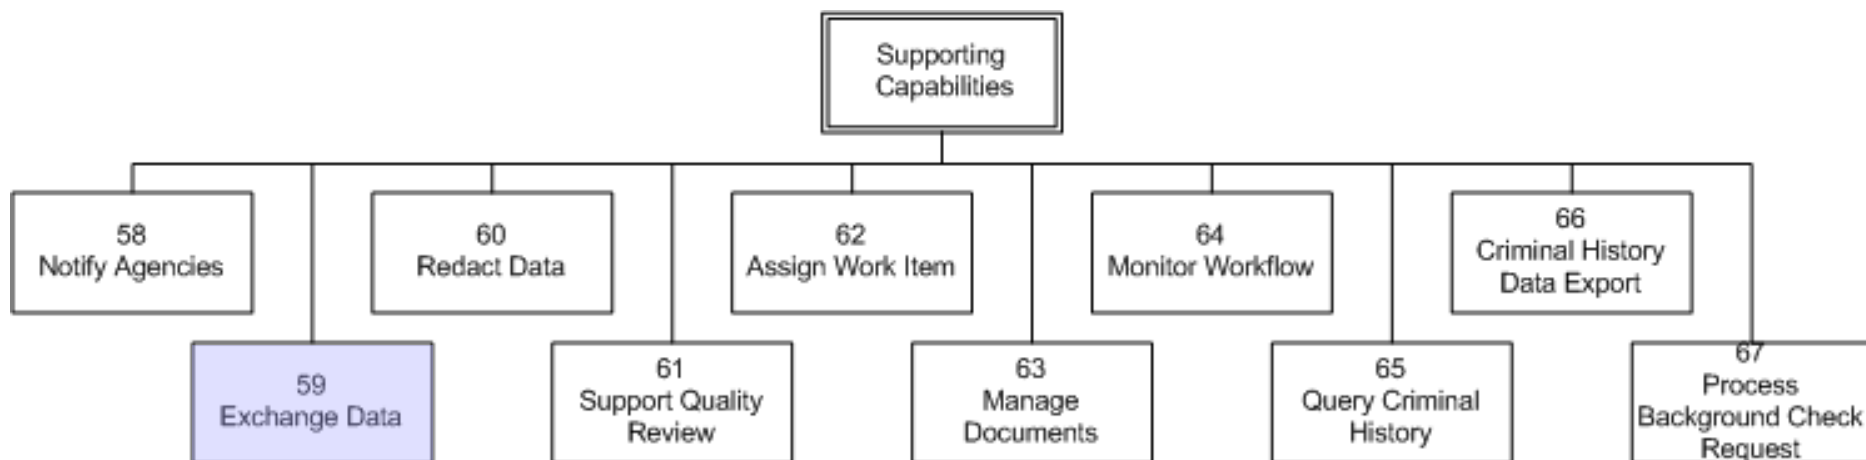 Supporting
Capabilities
58
Notify Agencies
60
Redact Data
62
Assign Work Item
64
Monitor Workflow
66
Criminal History
Data Export
59
Exchange Data
61
Support Quality
Review
63
Manage
Documents
65
Query Criminal
History
67
Process
Background Check
Request